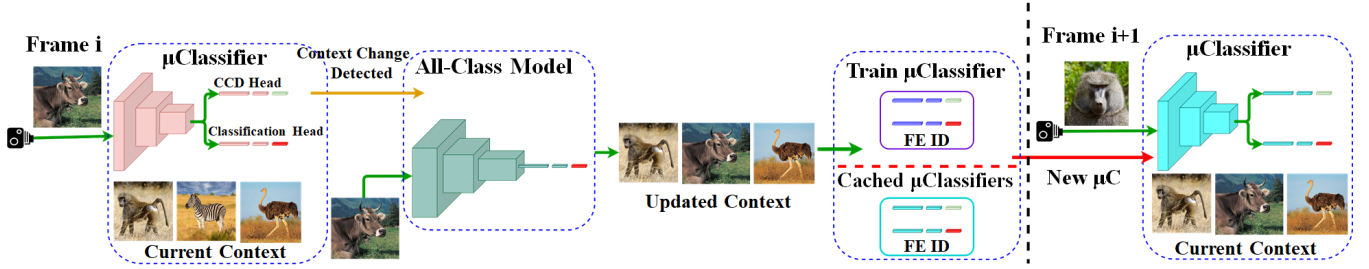 Frame i
µClassifier
CCD Head
Classification Head
Current Context
Context Change
Detected
All-Class Model
Updated Context
Train µClassifier
FE ID
Cached µClassifiers
FE ID
New µC
Frame i+1
µClassifier
Current Context